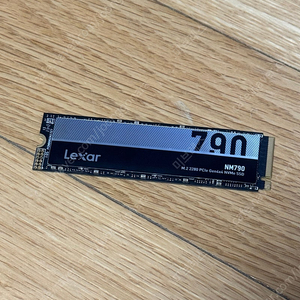 790
Lexar
NM790
M.2 2280 PCIe Gen4x4 NVMe SSD